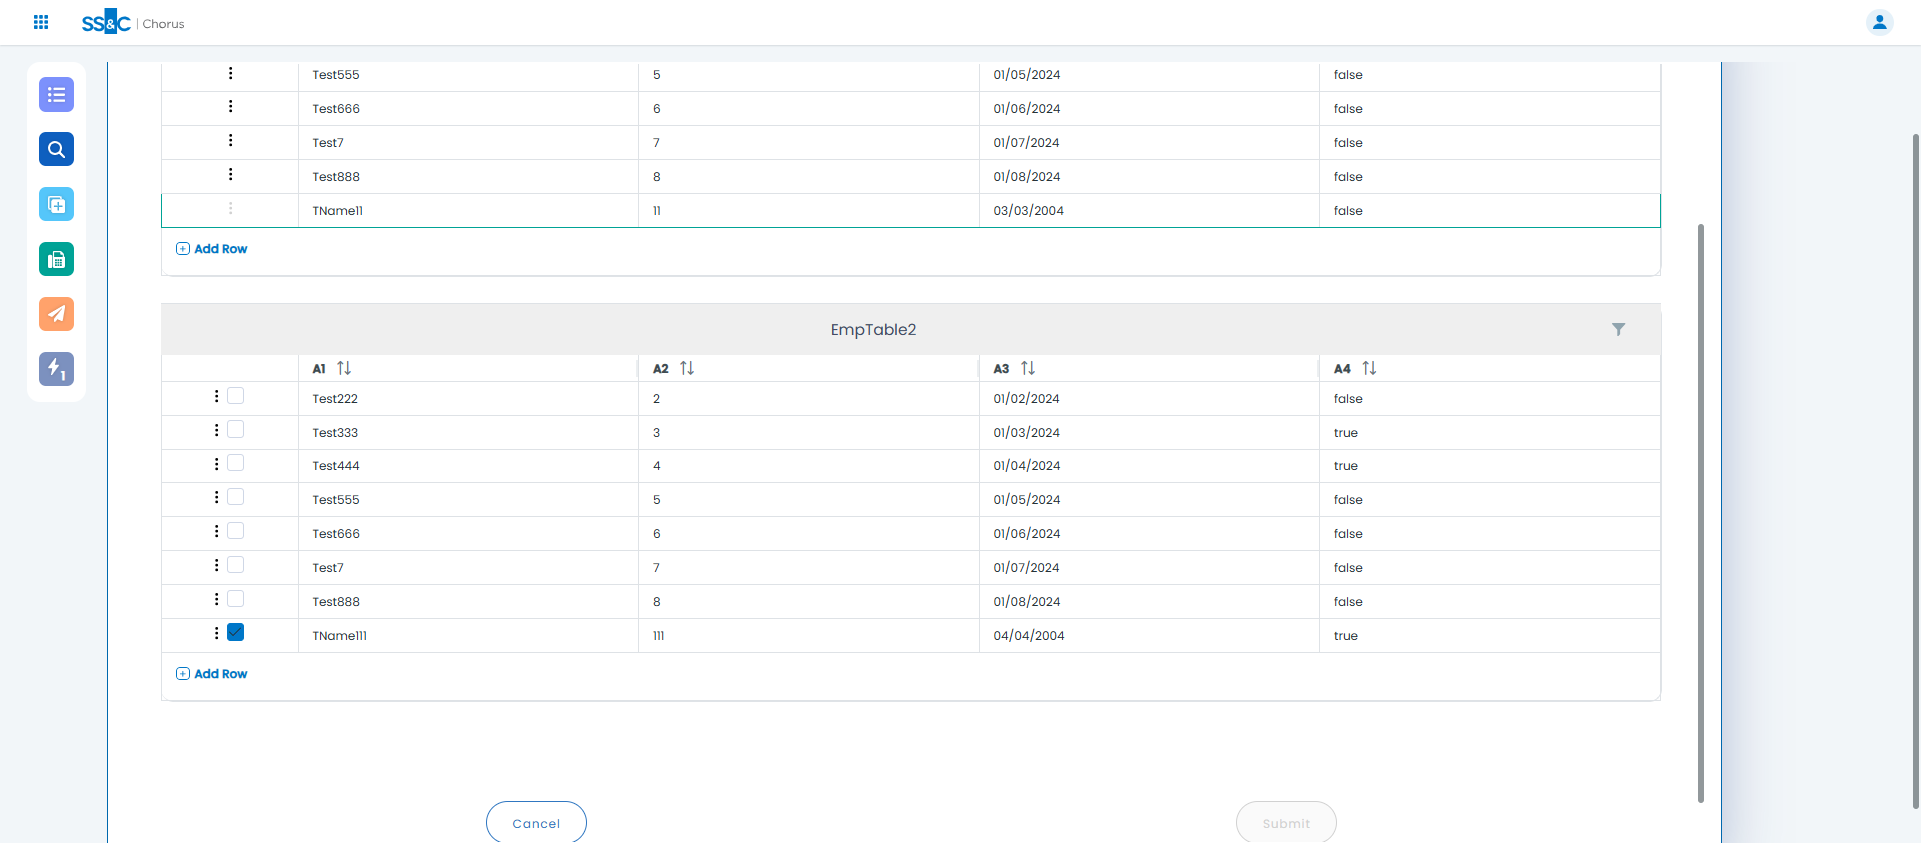 SS&C | Chorus
Test555 5 01/05/2024 false
Test666 6 01/06/2024 false
Test7 7 01/07/2024 false
Test888 8 01/08/2024 false
TName11 11 03/03/2004 false
Add Row
EmpTable2
A1 A2 A3 A4
Test222 2 01/02/2024 false
Test333 3 01/03/2024 true
Test444 4 01/04/2024 true
Test555 5 01/05/2024 false
Test666 6 01/06/2024 false
Test7 7 01/07/2024 false
Test888 8 01/08/2024 false
TName111 111 04/04/2004 true
1
Add Row
Cancel Submit